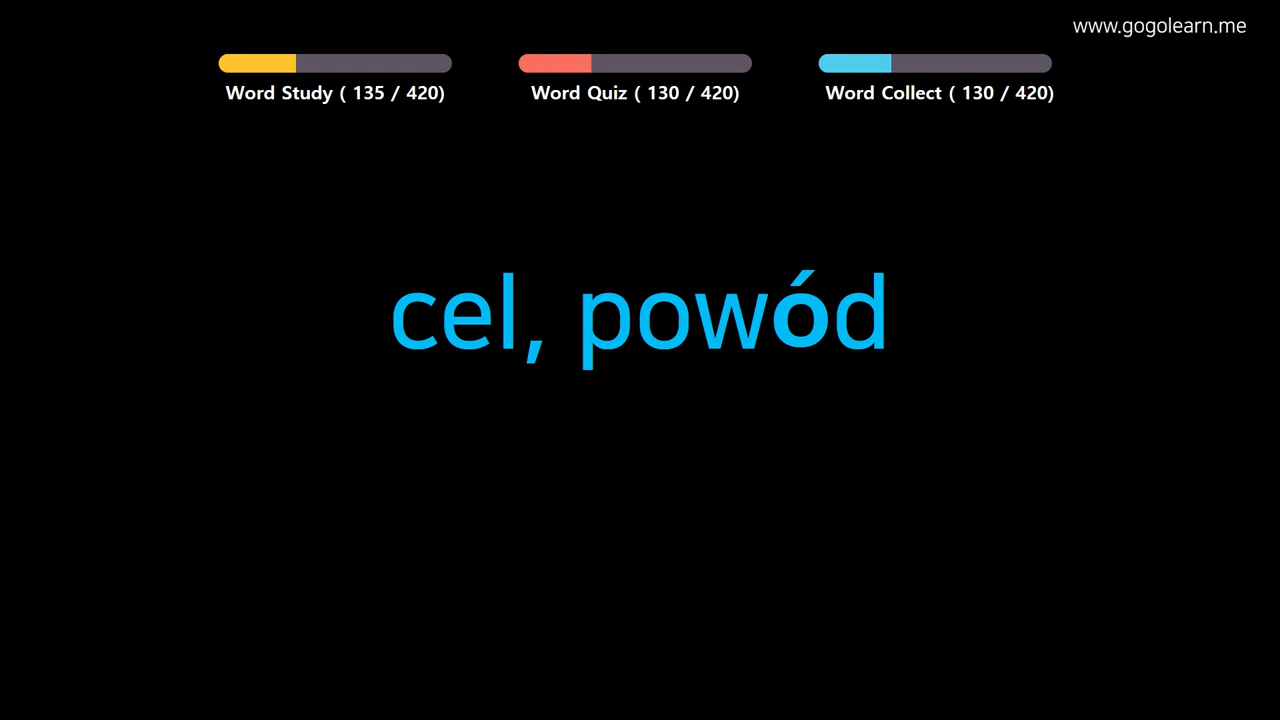 www.gogolearn.me
Word Study ( 135 / 420)
Word Quiz ( 130 / 420)
Word Collect ( 130 / 420)
cel, powód